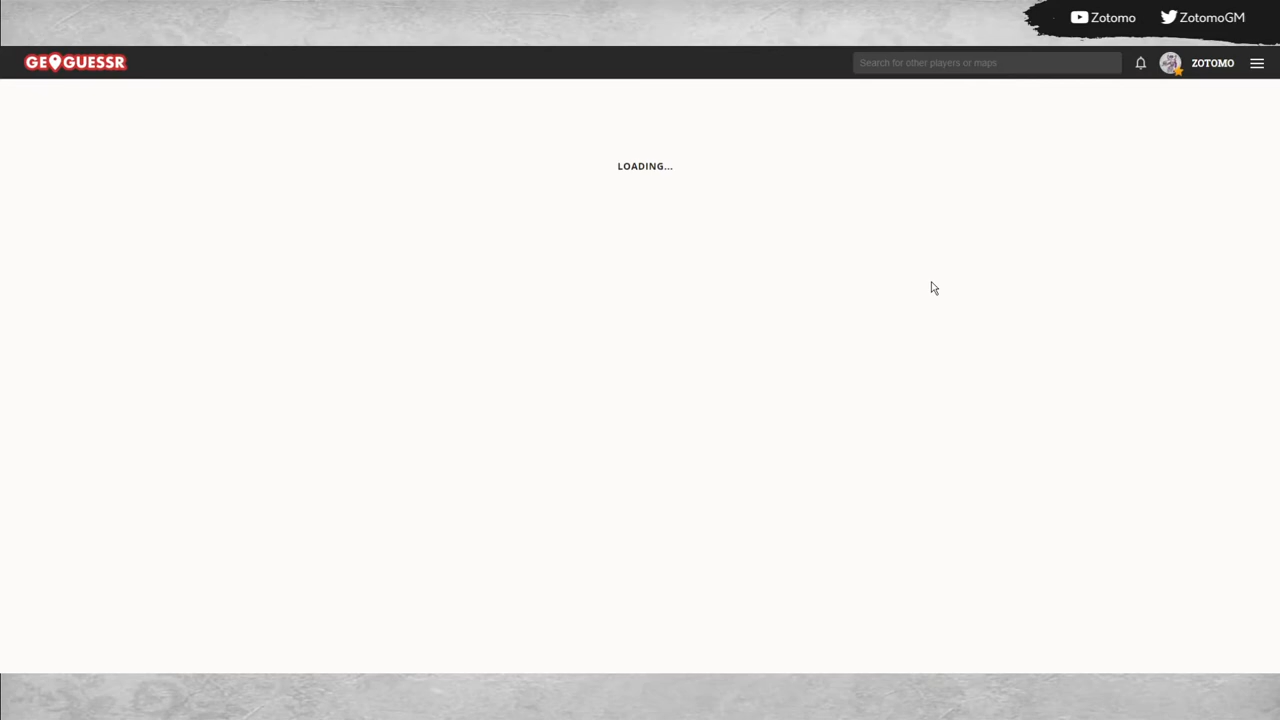 Zotomo
ZotomoGM
GEOGUESSR
Search for other players or maps
ZOTOMO
LOADING...